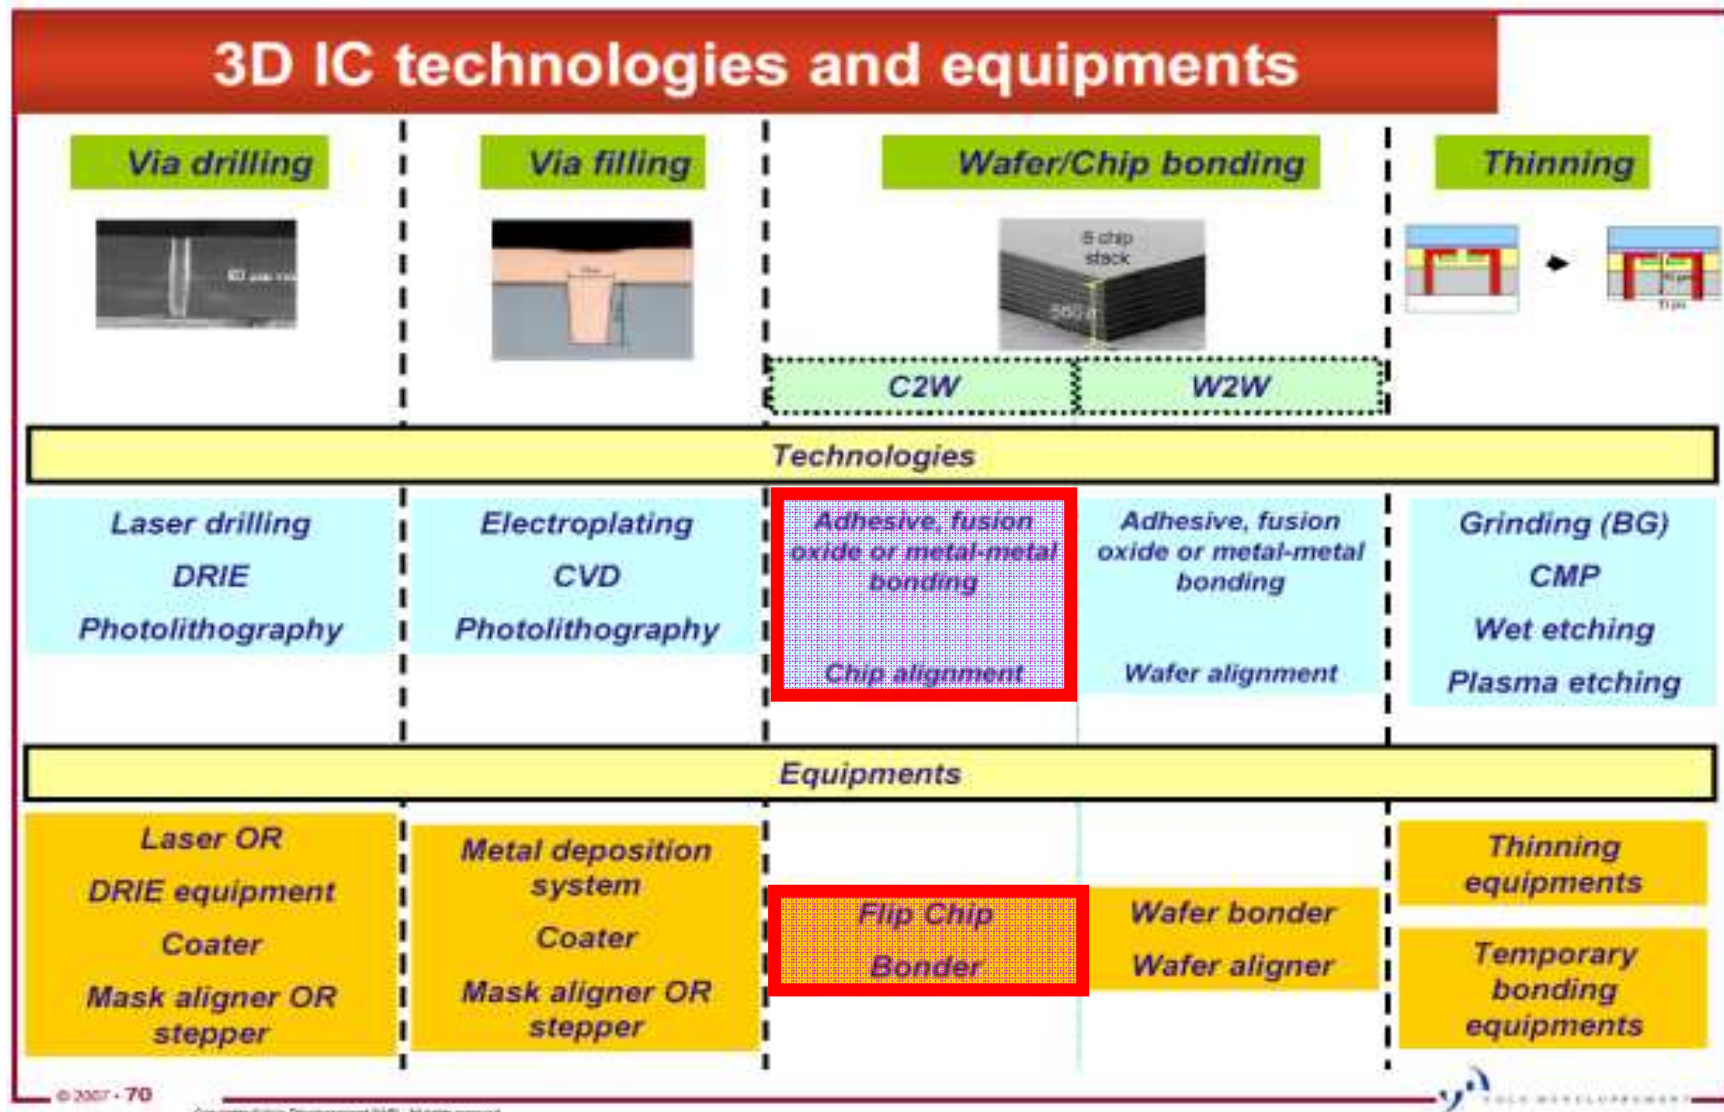 3D IC technologies and equipments
Via drilling
Via filling
Wafer/Chip bonding
Thinning
8 chip
stack
C2W
W2W
Technologies
Laser drilling
DRIE
Photolithography
Electroplating
CVD
Photolithography
Adhesive, fusion
oxide or metal-metal
bonding
Chip alignment
Adhesive, fusion
oxide or metal-metal
bonding
Wafer alignment
Grinding (BG)
CMP
Wet etching
Plasma etching
Equipments
Laser OR
DRIE equipment
Coater
Mask aligner OR
stepper
Metal deposition
system
Coater
Mask aligner OR
stepper
Flip Chip
Bonder
Wafer bonder
Wafer aligner
Thinning
equipments
Temporary
bonding
equipments
© 2007 - 70
YOLE DEVELOPPEMENT